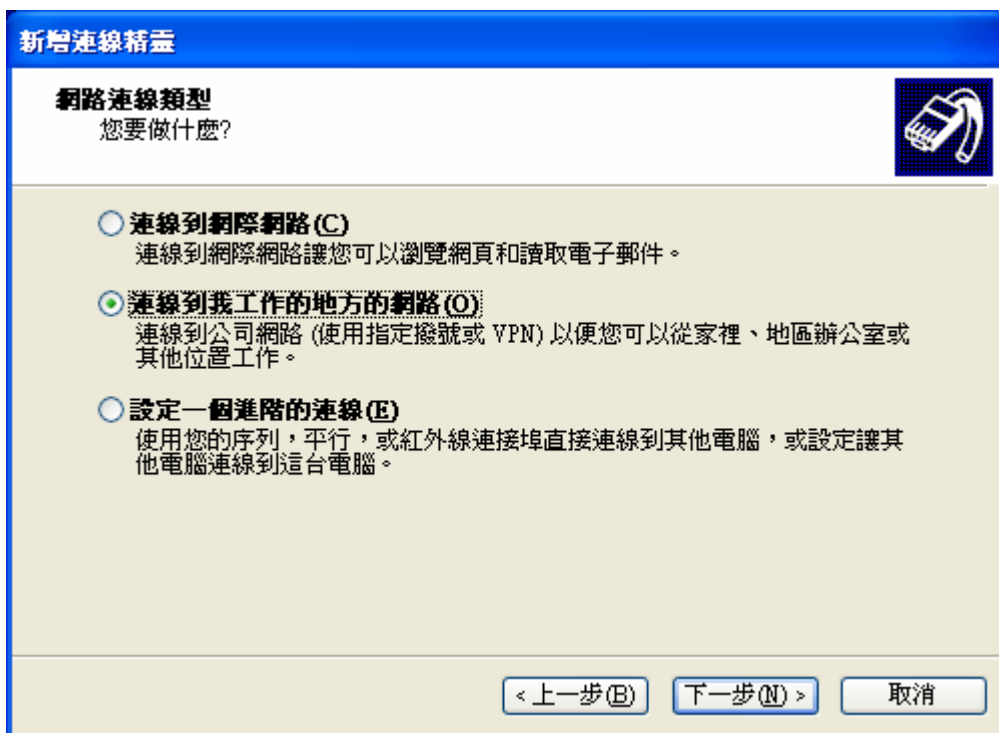 新增連線精靈
網路連線類型
您要做什麼?
連線到網際網路(C)
連線到網際網路讓您可以瀏覽網頁和讀取電子郵件。
連線到我工作的地方的網路(O)
連線到公司網路 (使用指定撥號或 VPN) 以便您可以從家裡、地區辦公室或
其他位置工作。
設定一個進階的連線(E)
使用您的序列，平行，或紅外線連接埠直接連線到其他電腦，或設定讓其
他電腦連線到這台電腦。
<上一步(B)
下一步(N)>
取消